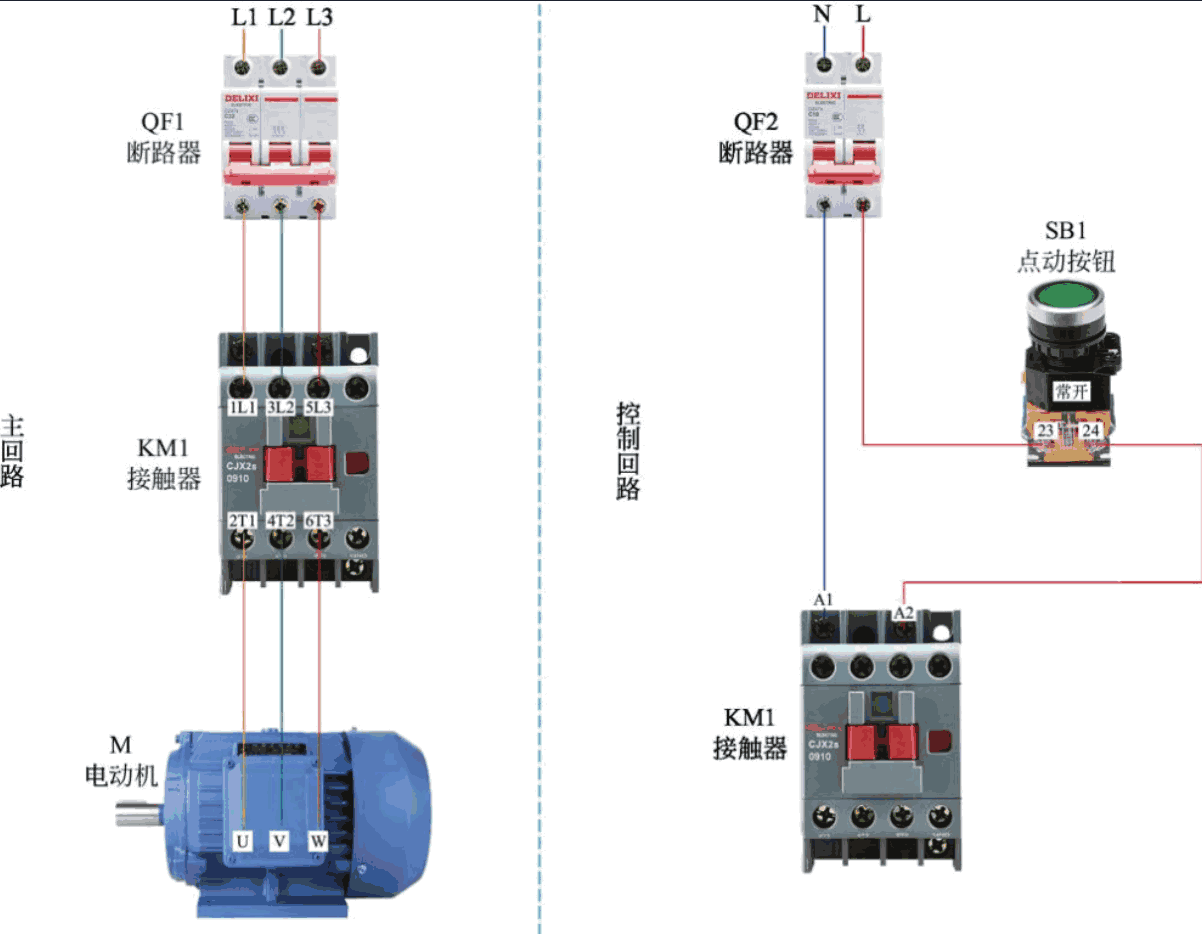 L1 L2 L3
DELIXI
ELECTRIC
QF1
断路器
主回路
1L1 3L2 5L3
KM1
接触器
CJX2s
0910
2T1 4T2 6T3
M
电动机
U V W
N L
DELIXI
ELECTRIC
QF2
断路器
SB1
点动按钮
常开
23 24
控制回路
A1 A2
KM1
接触器
CJX2s
0910